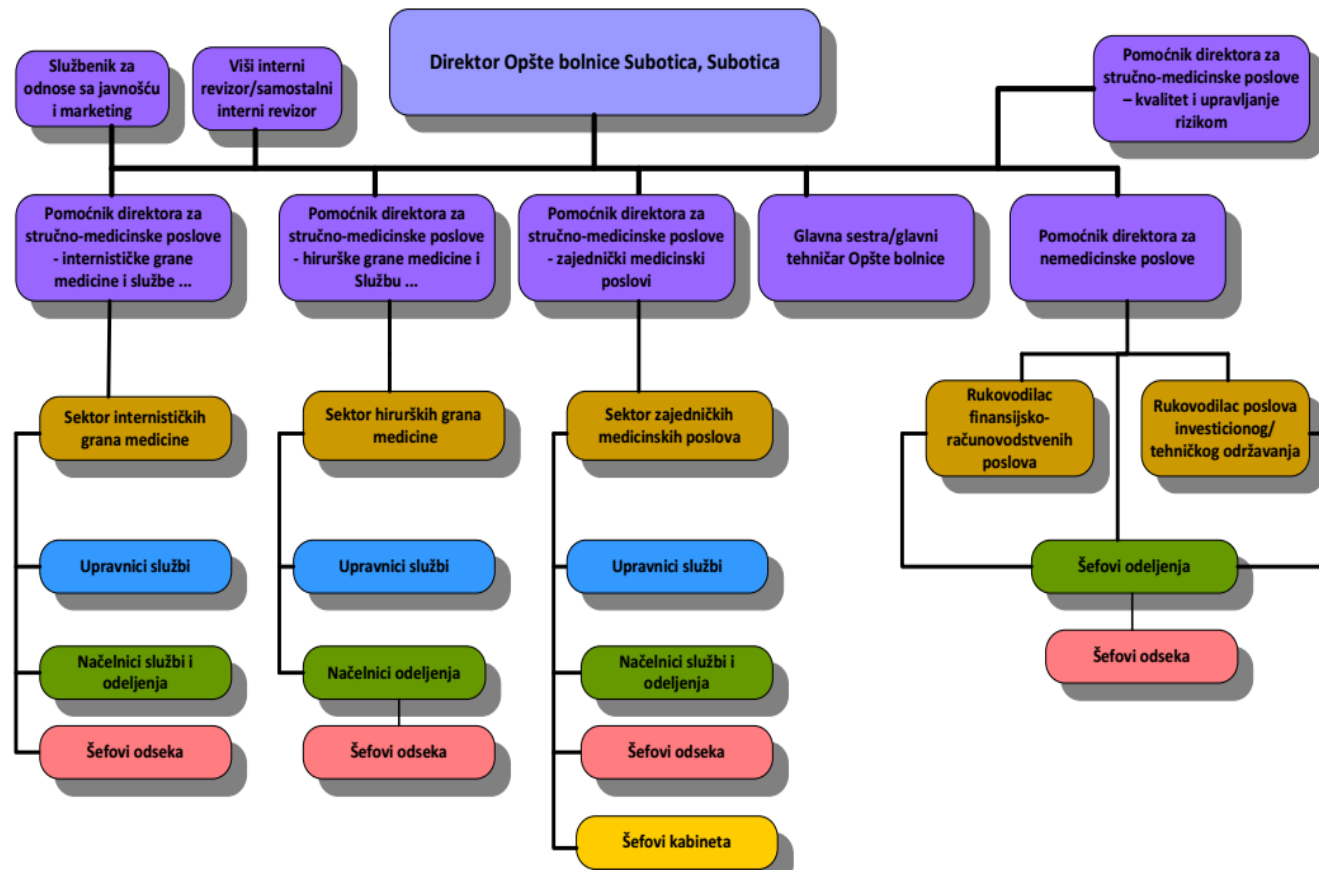 Direktor Opšte bolnice Subotica, Subotica
Službenik za
odnose sa javnošću
i marketing
Viši interni
revizor/samostalni
interni revizor
Pomoćnik direktora za
stručno-medicinske poslove
– kvalitet i upravljanje
rizikom
Pomoćnik direktora za
stručno-medicinske poslove
- internističke grane
medicine i službe ...
Pomoćnik direktora za
stručno-medicinske poslove
- hirurške grane medicine i
Službu ...
Pomoćnik direktora za
stručno-medicinske poslove
- zajednički medicinski
poslovi
Glavna sestra/glavni
tehničar Opšte bolnice
Pomoćnik direktora za
nemedicinske poslove
Sektor internističkih
grana medicine
Sektor hirurških grana
medicine
Sektor zajedničkih
medicinskih poslova
Rukovodilac
finansijsko-
računovodstvenih
poslova
Rukovodilac poslova
investicionog/
tehničkog održavanja
Upravnici službi
Upravnici službi
Upravnici službi
Šefovi odeljenja
Načelnici službi i
odeljenja
Načelnici odeljenja
Načelnici službi i
odeljenja
Šefovi odseka
Šefovi odseka
Šefovi odseka
Šefovi odseka
Šefovi kabineta